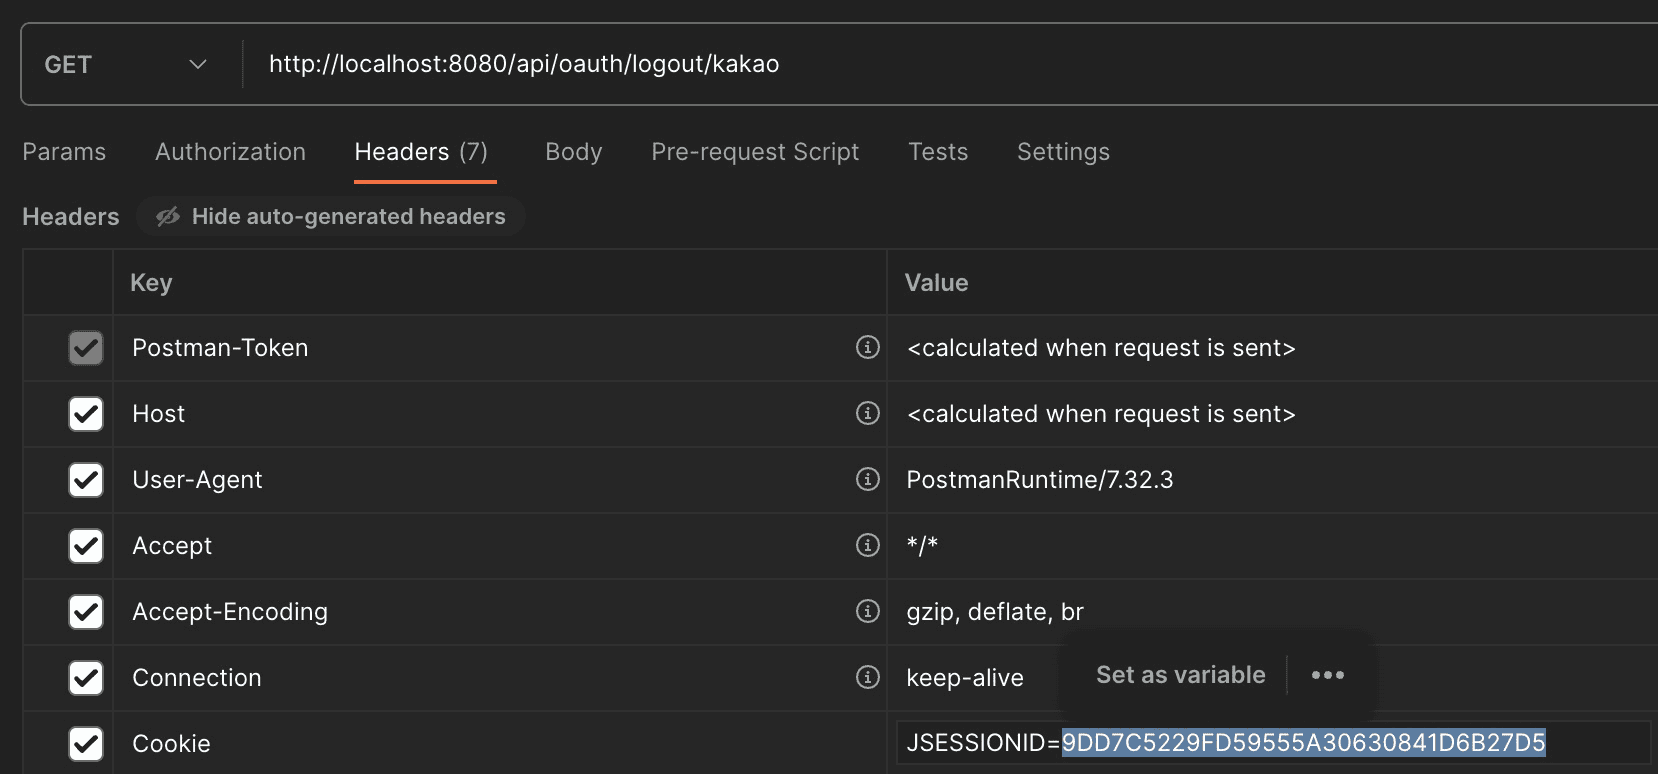 GET http://localhost:8080/api/oauth/logout/kakao
Params Authorization Headers (7) Body Pre-request Script Tests Settings
Headers Hide auto-generated headers
Key Value
Postman-Token <calculated when request is sent>
Host <calculated when request is sent>
User-Agent PostmanRuntime/7.32.3
Accept */*
Accept-Encoding gzip, deflate, br
Connection keep-alive Set as variable •••
Cookie JSESSIONID=9DD7C5229FD59555A30630841D6B27D5